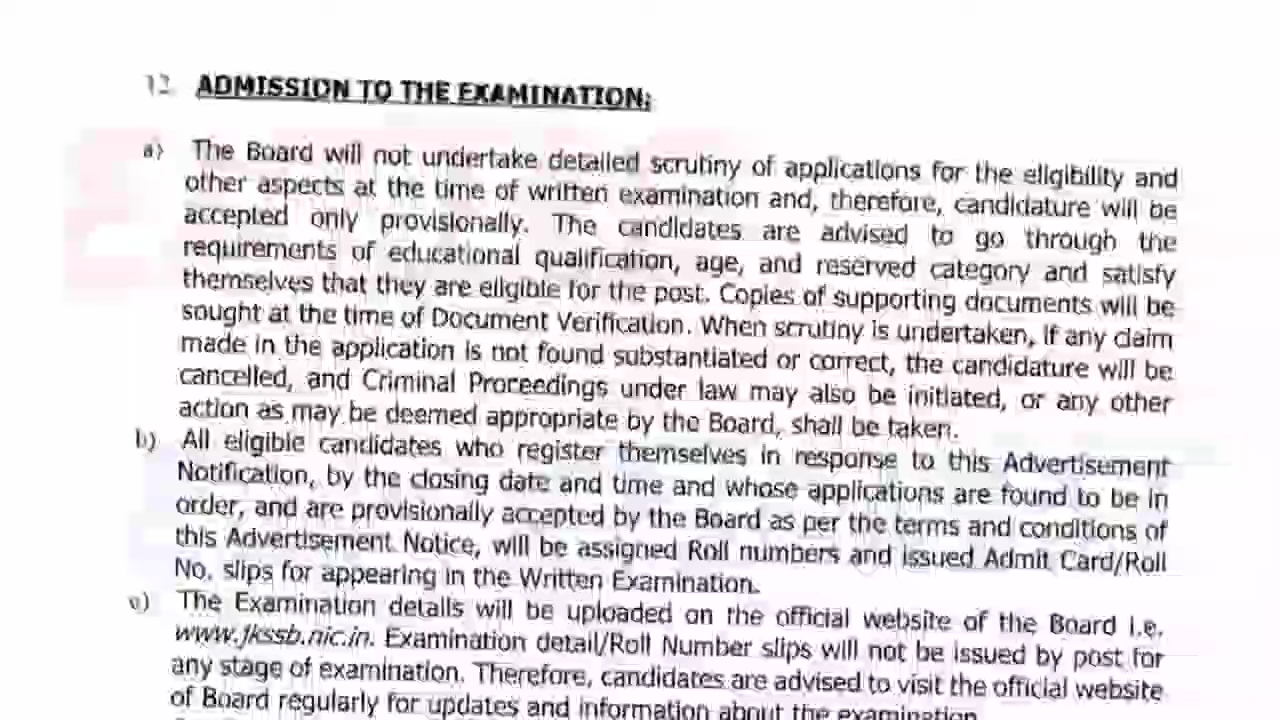 12. ADMISSION TO THE EXAMINATION:
a) The Board will not undertake detailed scrutiny of applications for the eligibility and
other aspects at the time of written examination and, therefore, candidature will be
accepted only provisionally. The candidates are advised to go through the
requirements of educational qualification, age, and reserved category and satisfy
themselves that they are eligible for the post. Copies of supporting documents will be
sought at the time of Document Verification. When scrutiny is undertaken, if any claim
made in the application is not found substantiated or correct, the candidature will be
cancelled, and Criminal Proceedings under law may also be initiated, or any other
action as may be deemed appropriate by the Board, shall be taken.
b) All eligible candidates who register themselves in response to this Advertisement
Notification, by the closing date and time and whose applications are found to be in
order, and are provisionally accepted by the Board as per the terms and conditions of
this Advertisement Notice, will be assigned Roll numbers and issued Admit Card/Roll
No. slips for appearing in the Written Examination.
c) The Examination details will be uploaded on the official website of the Board i.e.
www.jkssb.nic.in. Examination detail/Roll Number slips will not be issued by post for
any stage of examination. Therefore, candidates are advised to visit the official website
of Board regularly for updates and information about the examination.